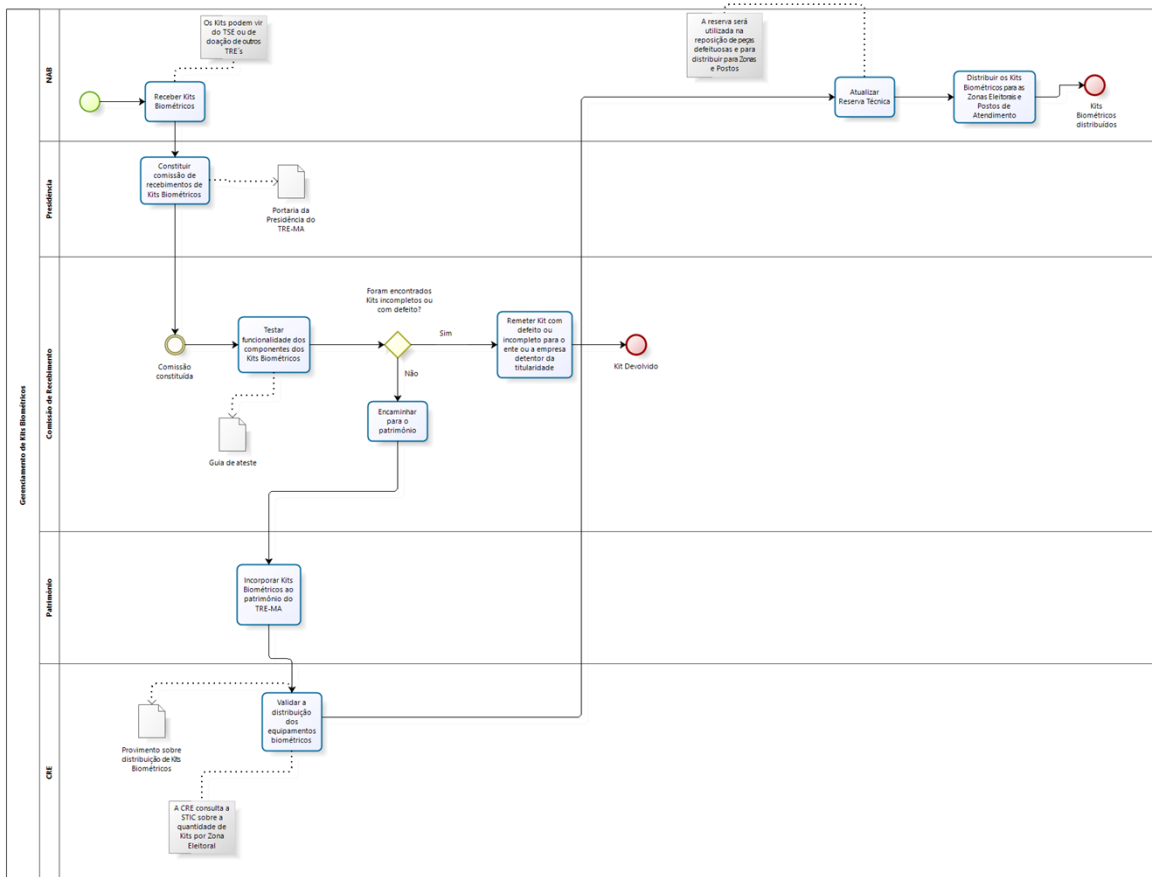 Gerenciamento de Kits Biométricos
NAB
Os Kits podem vir
do TSE ou de
doação de outros
TRE´s
Receber Kits
Biométricos
A reserva será
utilizada na
reposição de peças
defeituosas e para
distribuir para Zonas
e Postos
Atualizar
Reserva Técnica
Distribuir os Kits
Biométricos para as
Zonas Eleitorais e
Postos de
Atendimento
Kits
Biométricos
distribuídos
Presidência
Constituir
comissão de
recebimentos de
Kits Biométricos
Portaria da
Presidência do
TRE-MA
Comissão de Recebimento
Comissão
constituída
Testar
funcionalidade dos
componentes dos
Kits Biométricos
Guia de ateste
Foram encontrados
Kits incompletos ou
com defeito?
Sim
Não
Remeter Kit com
defeito ou
incompleto para o
ente ou a empresa
detentor da
titularidade
Kit Devolvido
Encaminhar
para o
patrimônio
Patrimônio
Incorporar Kits
Biométricos ao
patrimônio do
TRE-MA
CRE
Validar a
distribuição
dos
equipamentos
biométricos
Provimento sobre
distribuição de Kits
Biométricos
A CRE consulta a
STIC sobre a
quantidade de
Kits por Zona
Eleitoral